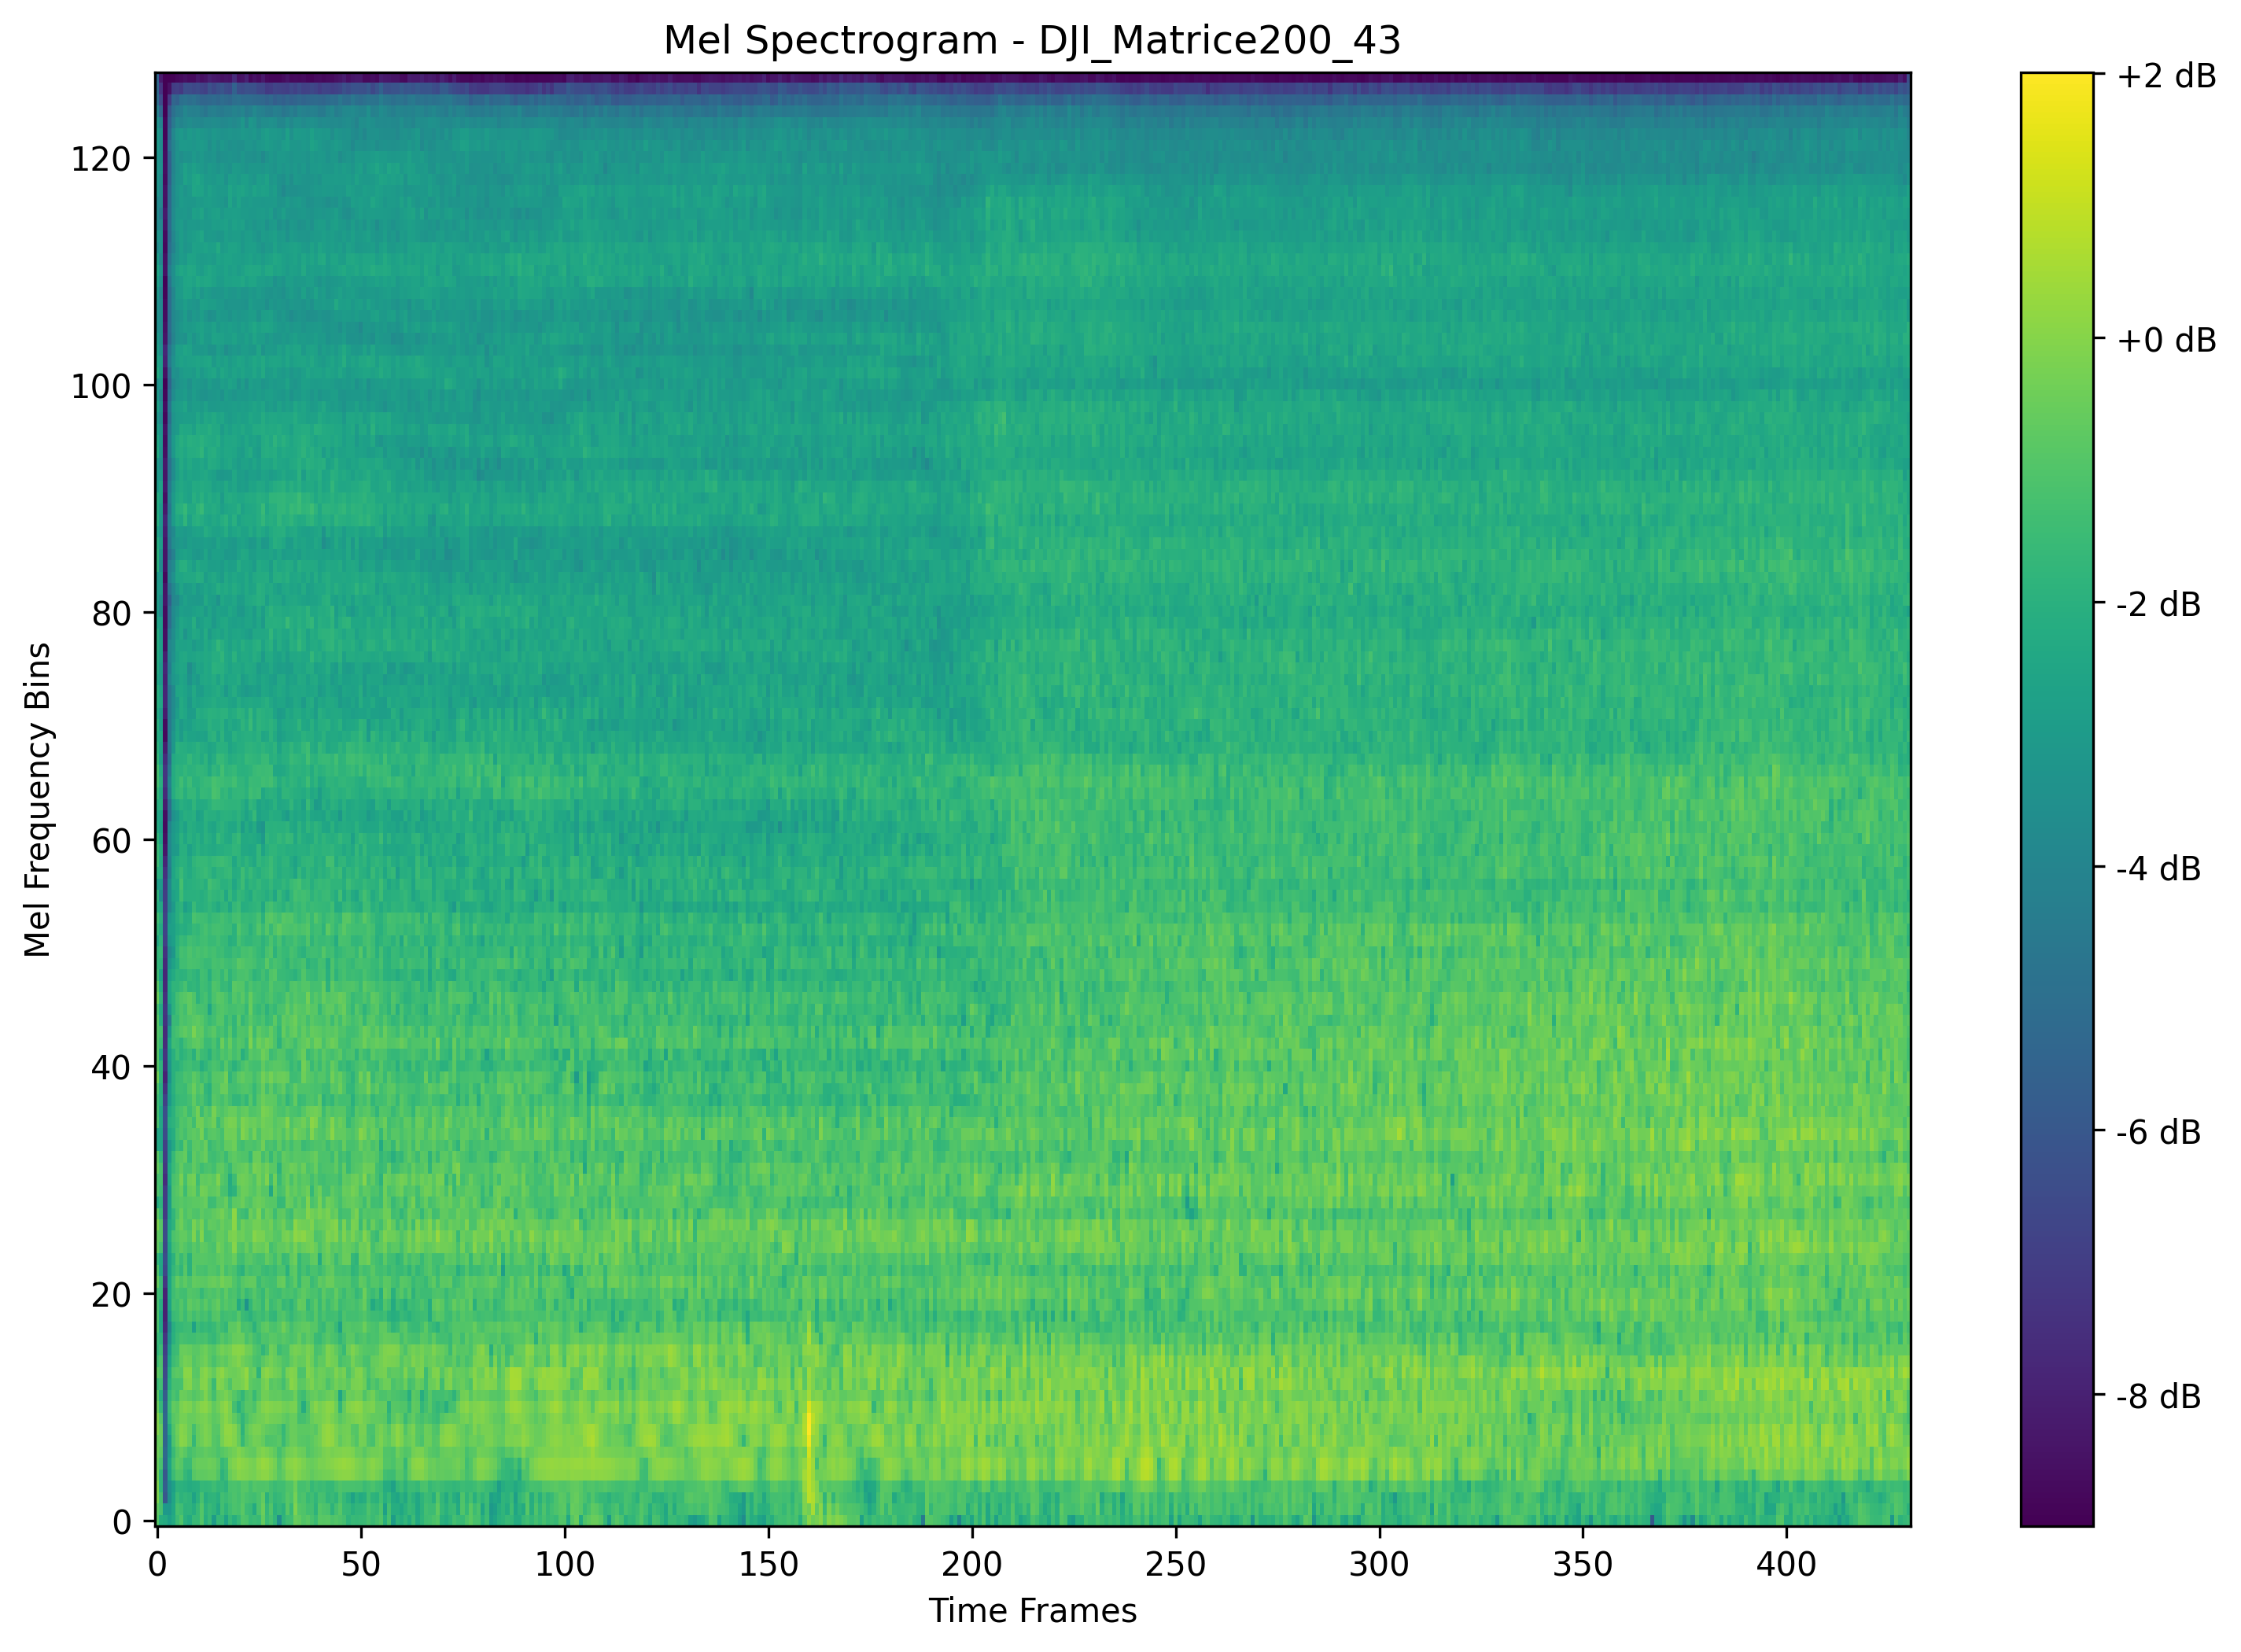 Mel Spectrogram - DJI_Matrice200_43
Mel Frequency Bins
120
100
80
60
40
20
0
0 50 100 150 200 250 300 350 400
Time Frames
+2 dB
+0 dB
-2 dB
-4 dB
-6 dB
-8 dB